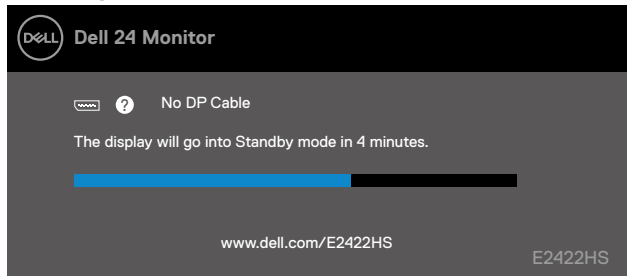 DELL
Dell 24 Monitor
? No DP Cable
The display will go into Standby mode in 4 minutes.
www.dell.com/E2422HS
E2422HS